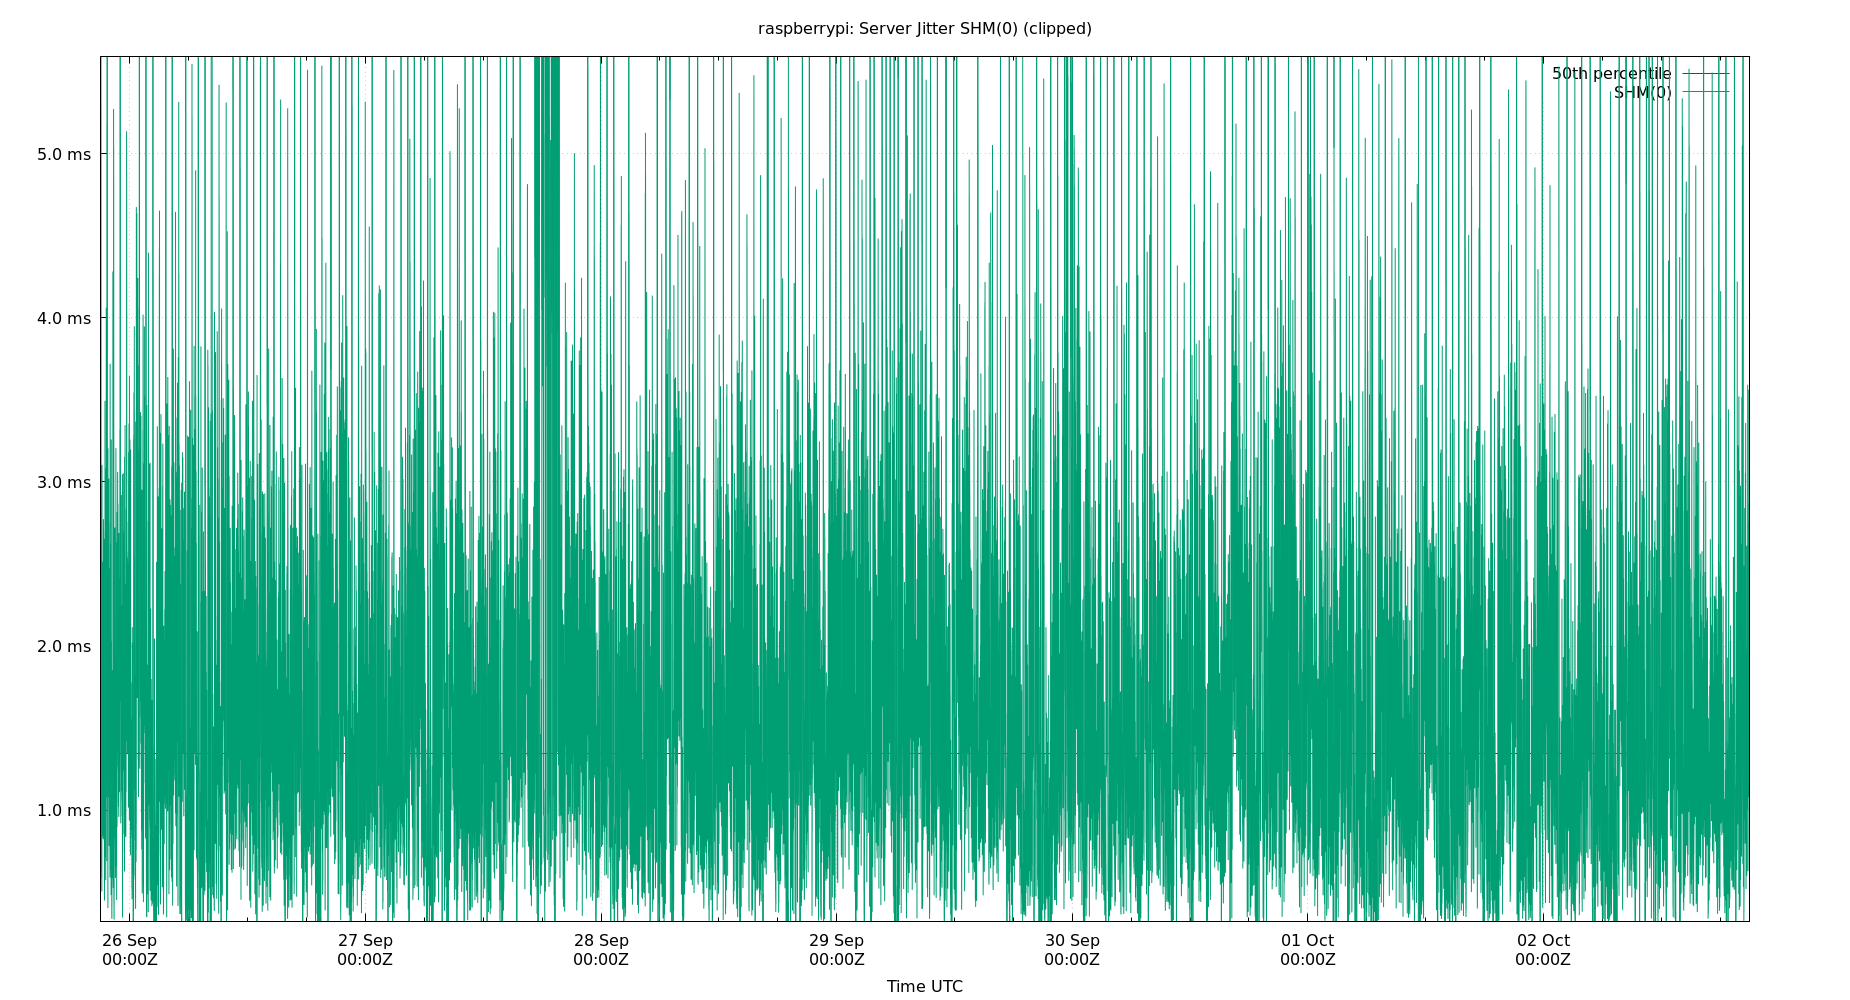 raspberrypi: Server Jitter SHM(0) (clipped)
50th percentile
SHM(0)
5.0 ms
4.0 ms
3.0 ms
2.0 ms
1.0 ms
26 Sep 27 Sep 28 Sep 29 Sep 30 Sep 01 Oct 02 Oct
00:00Z 00:00Z 00:00Z 00:00Z 00:00Z 00:00Z 00:00Z
Time UTC